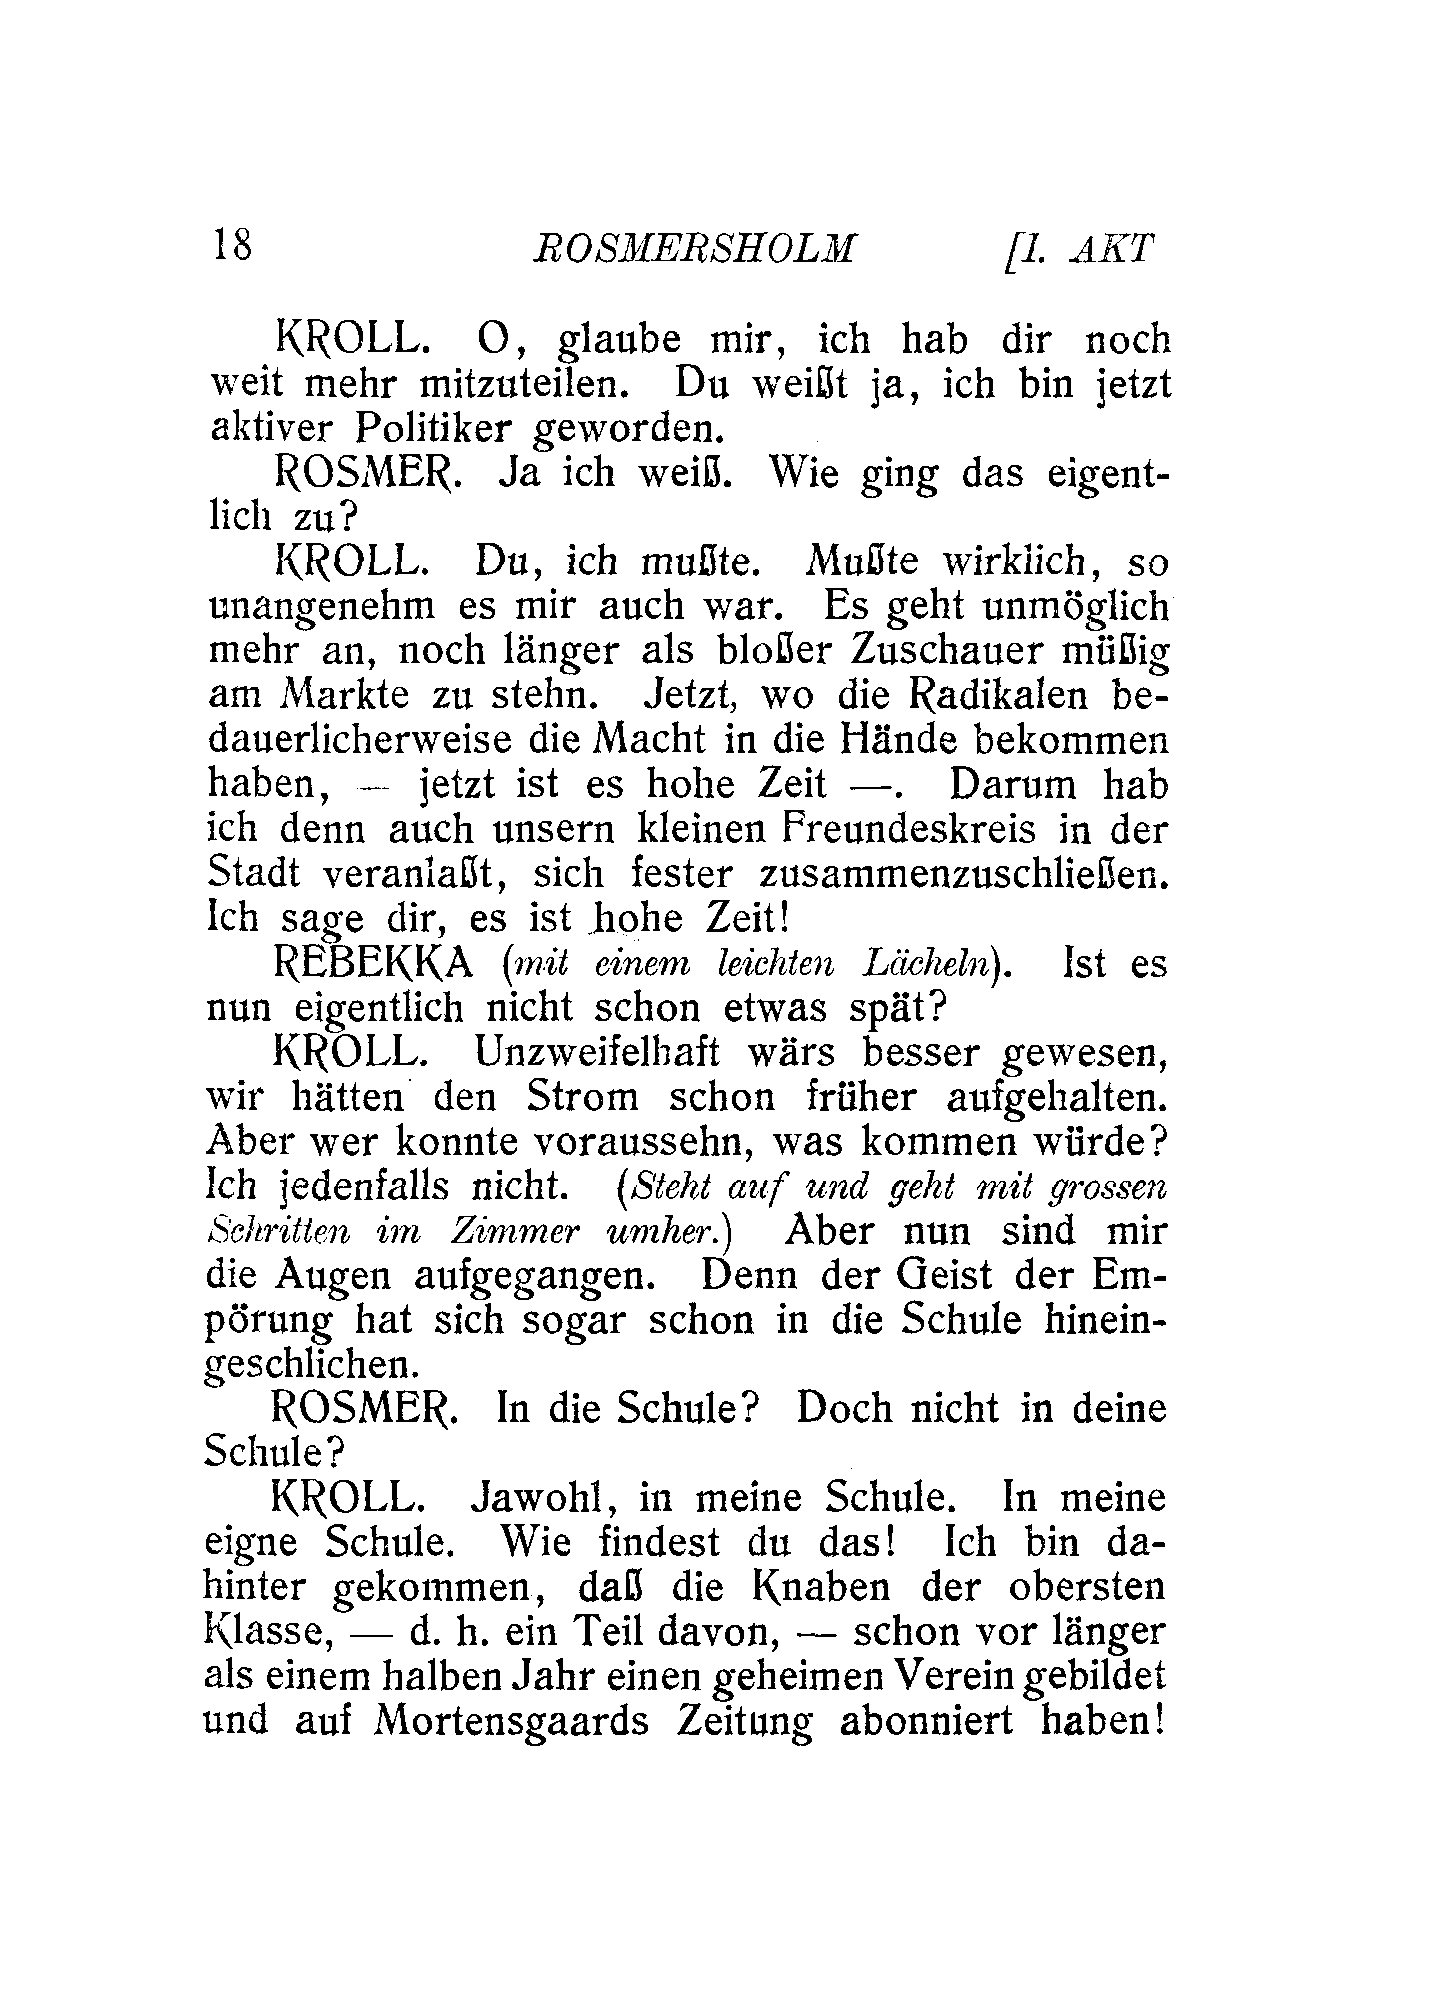 18 ROSMERSHOLM [I. AKT
KROLL. O, glaube mir, ich hab dir noch
weit mehr mitzuteilen. Du weißt ja, ich bin jetzt
aktiver Politiker geworden.
ROSMER. Ja ich weiß. Wie ging das eigent-
lich zu?
KROLL. Du, ich mußte. Mußte wirklich, so
unangenehm es mir auch war. Es geht unmöglich
mehr an, noch länger als bloßer Zuschauer müßig
am Markte zu stehn. Jetzt, wo die Radikalen be-
dauerlicherweise die Macht in die Hände bekommen
haben, — jetzt ist es hohe Zeit —. Darum hab
ich denn auch unsern kleinen Freundeskreis in der
Stadt veranlaßt, sich fester zusammenzuschließen.
Ich sage dir, es ist hohe Zeit!
REBEKKA (mit einem leichten Lächeln). Ist es
nun eigentlich nicht schon etwas spät?
KROLL. Unzweifelhaft wärs besser gewesen,
wir hätten den Strom schon früher aufgehalten.
Aber wer konnte voraussehn, was kommen würde?
Ich jedenfalls nicht. (Steht auf und geht mit grossen
Schritten im Zimmer umher.) Aber nun sind mir
die Augen aufgegangen. Denn der Geist der Em-
pörung hat sich sogar schon in die Schule hinein-
geschlichen.
ROSMER. In die Schule? Doch nicht in deine
Schule?
KROLL. Jawohl, in meine Schule. In meine
eigne Schule. Wie findest du das! Ich bin da-
hinter gekommen, daß die Knaben der obersten
Klasse, — d. h. ein Teil davon, — schon vor länger
als einem halben Jahr einen geheimen Verein gebildet
und auf Mortensgaards Zeitung abonniert haben!